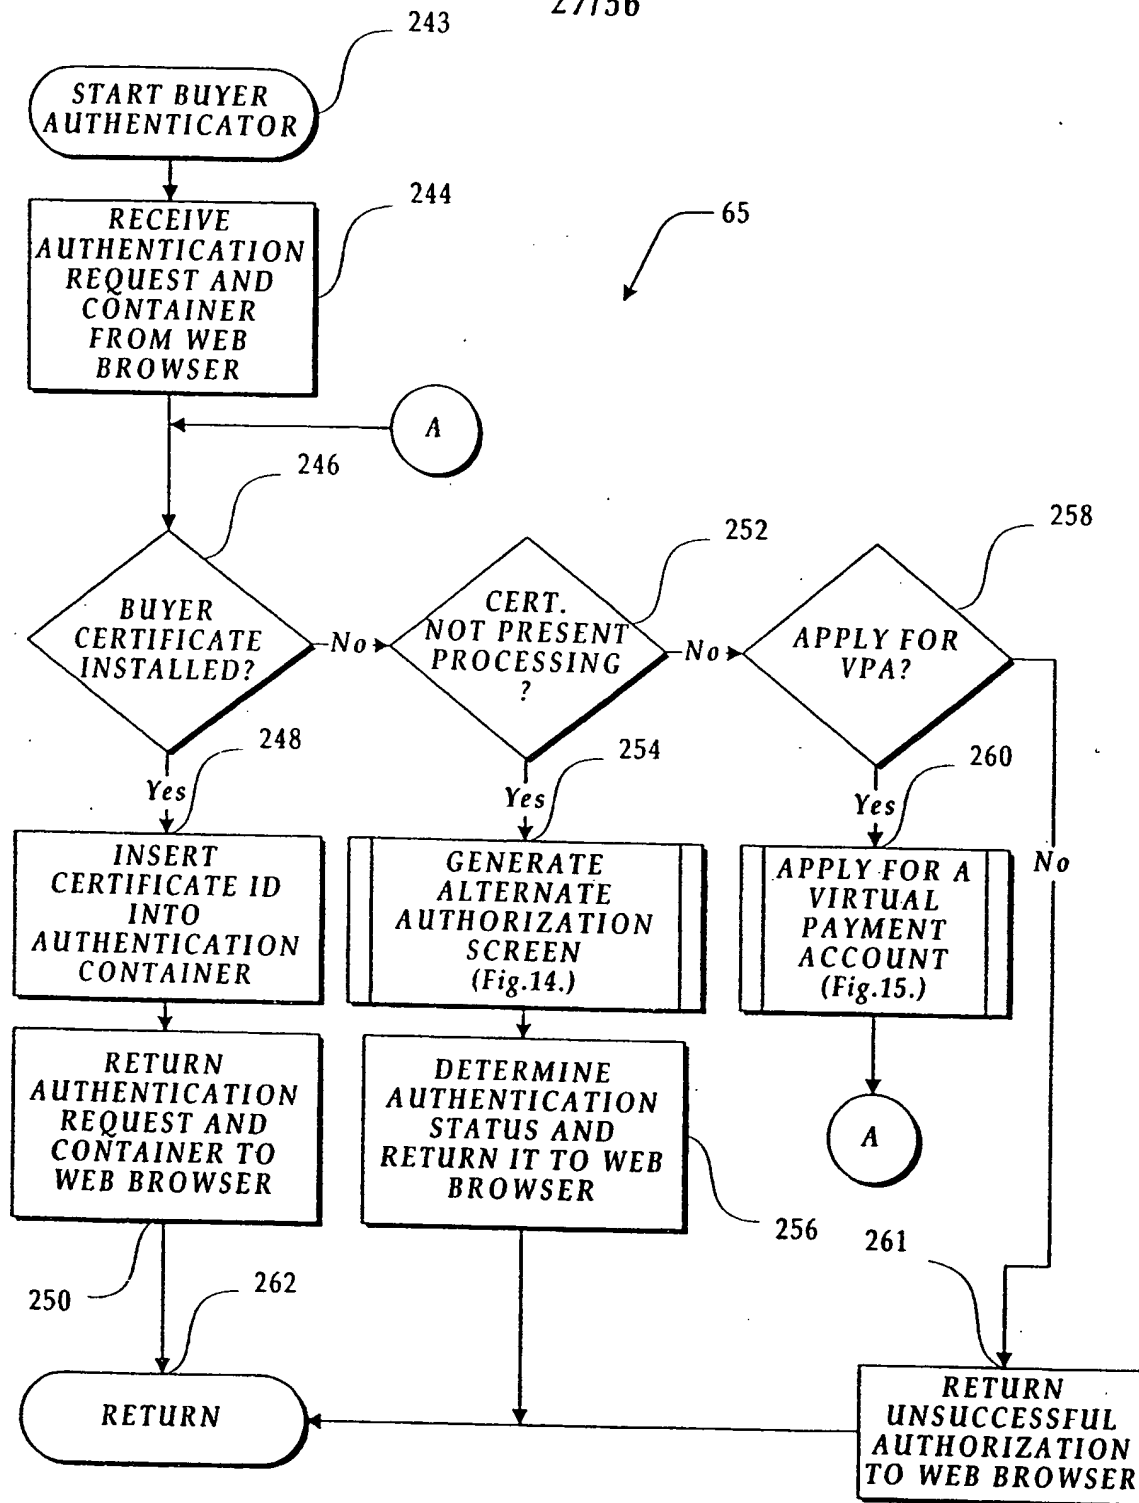 27/56
243
START BUYER
AUTHENTICATOR
244
RECEIVE
AUTHENTICATION
REQUEST AND
CONTAINER
FROM WEB
BROWSER
65
A
246
BUYER
CERTIFICATE
INSTALLED?
No
252
CERT.
NOT PRESENT
PROCESSING
?
No
258
APPLY FOR
VPA?
No
Yes
248
INSERT
CERTIFICATE ID
INTO
AUTHENTICATION
CONTAINER
Yes
254
GENERATE
ALTERNATE
AUTHORIZATION
SCREEN
(Fig.14.)
Yes
260
APPLY FOR A
VIRTUAL
PAYMENT
ACCOUNT
(Fig.15.)
RETURN
AUTHENTICATION
REQUEST AND
CONTAINER TO
WEB BROWSER
250
DETERMINE
AUTHENTICATION
STATUS AND
RETURN IT TO WEB
BROWSER
256
A
261
262
RETURN
RETURN
UNSUCCESSFUL
AUTHORIZATION
TO WEB BROWSER